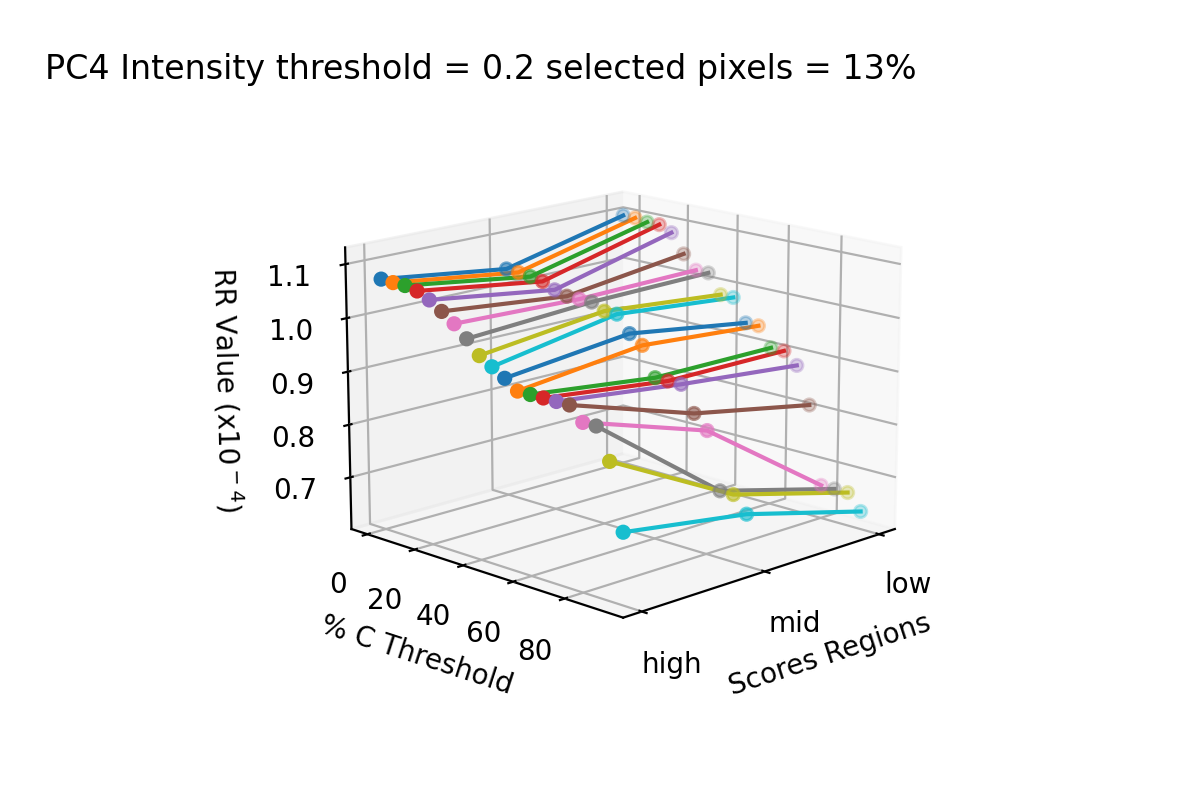 PC4 Intensity threshold = 0.2 selected pixels = 13%
RR Value (x10⁻⁴)
1.1
1.0
0.9
0.8
0.7
0
20
40
60
80
% C Threshold
high
mid
low
Scores Regions